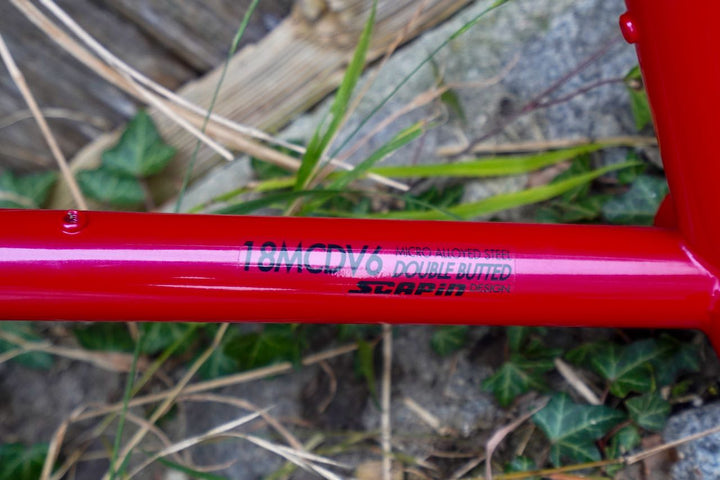 18MCDV6
MICRO ALLOYED STEEL
DOUBLE BUTTED
SCAPIN DESIGN